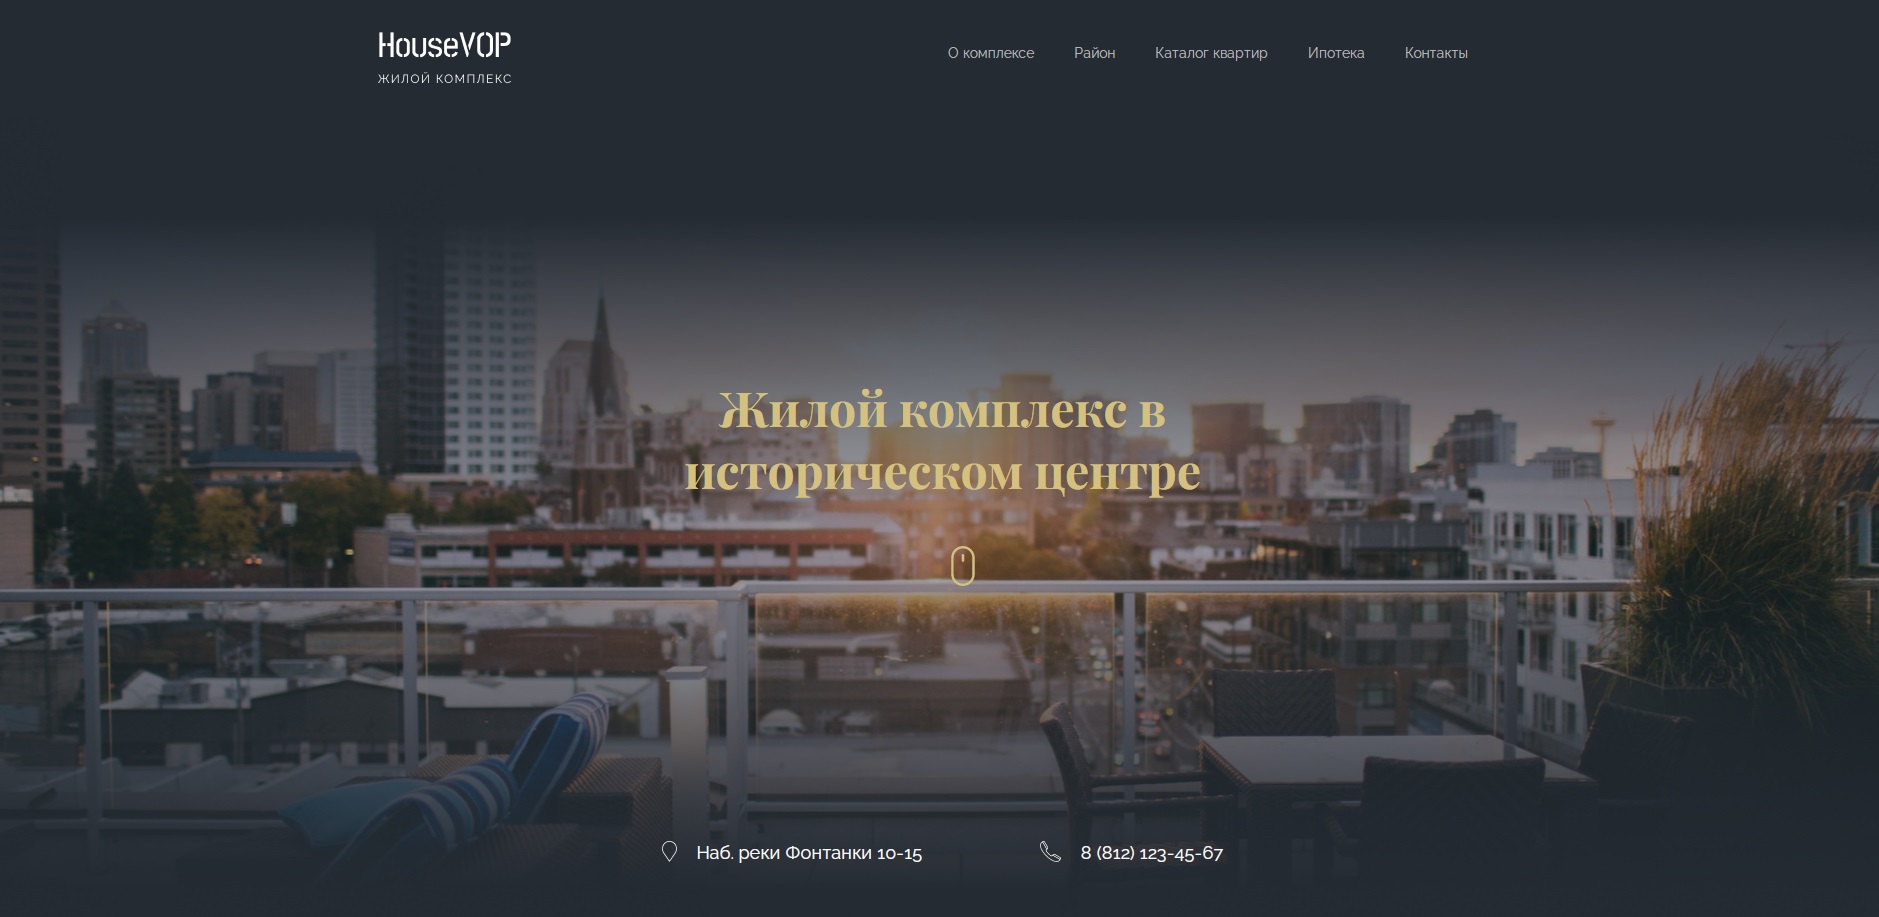 HouseVOP
ЖИЛОЙ КОМПЛЕКС
О комплексе Район Каталог квартир Ипотека Контакты
Жилой комплекс в
историческом центре
Наб. реки Фонтанки 10-15 8 (812) 123-45-67